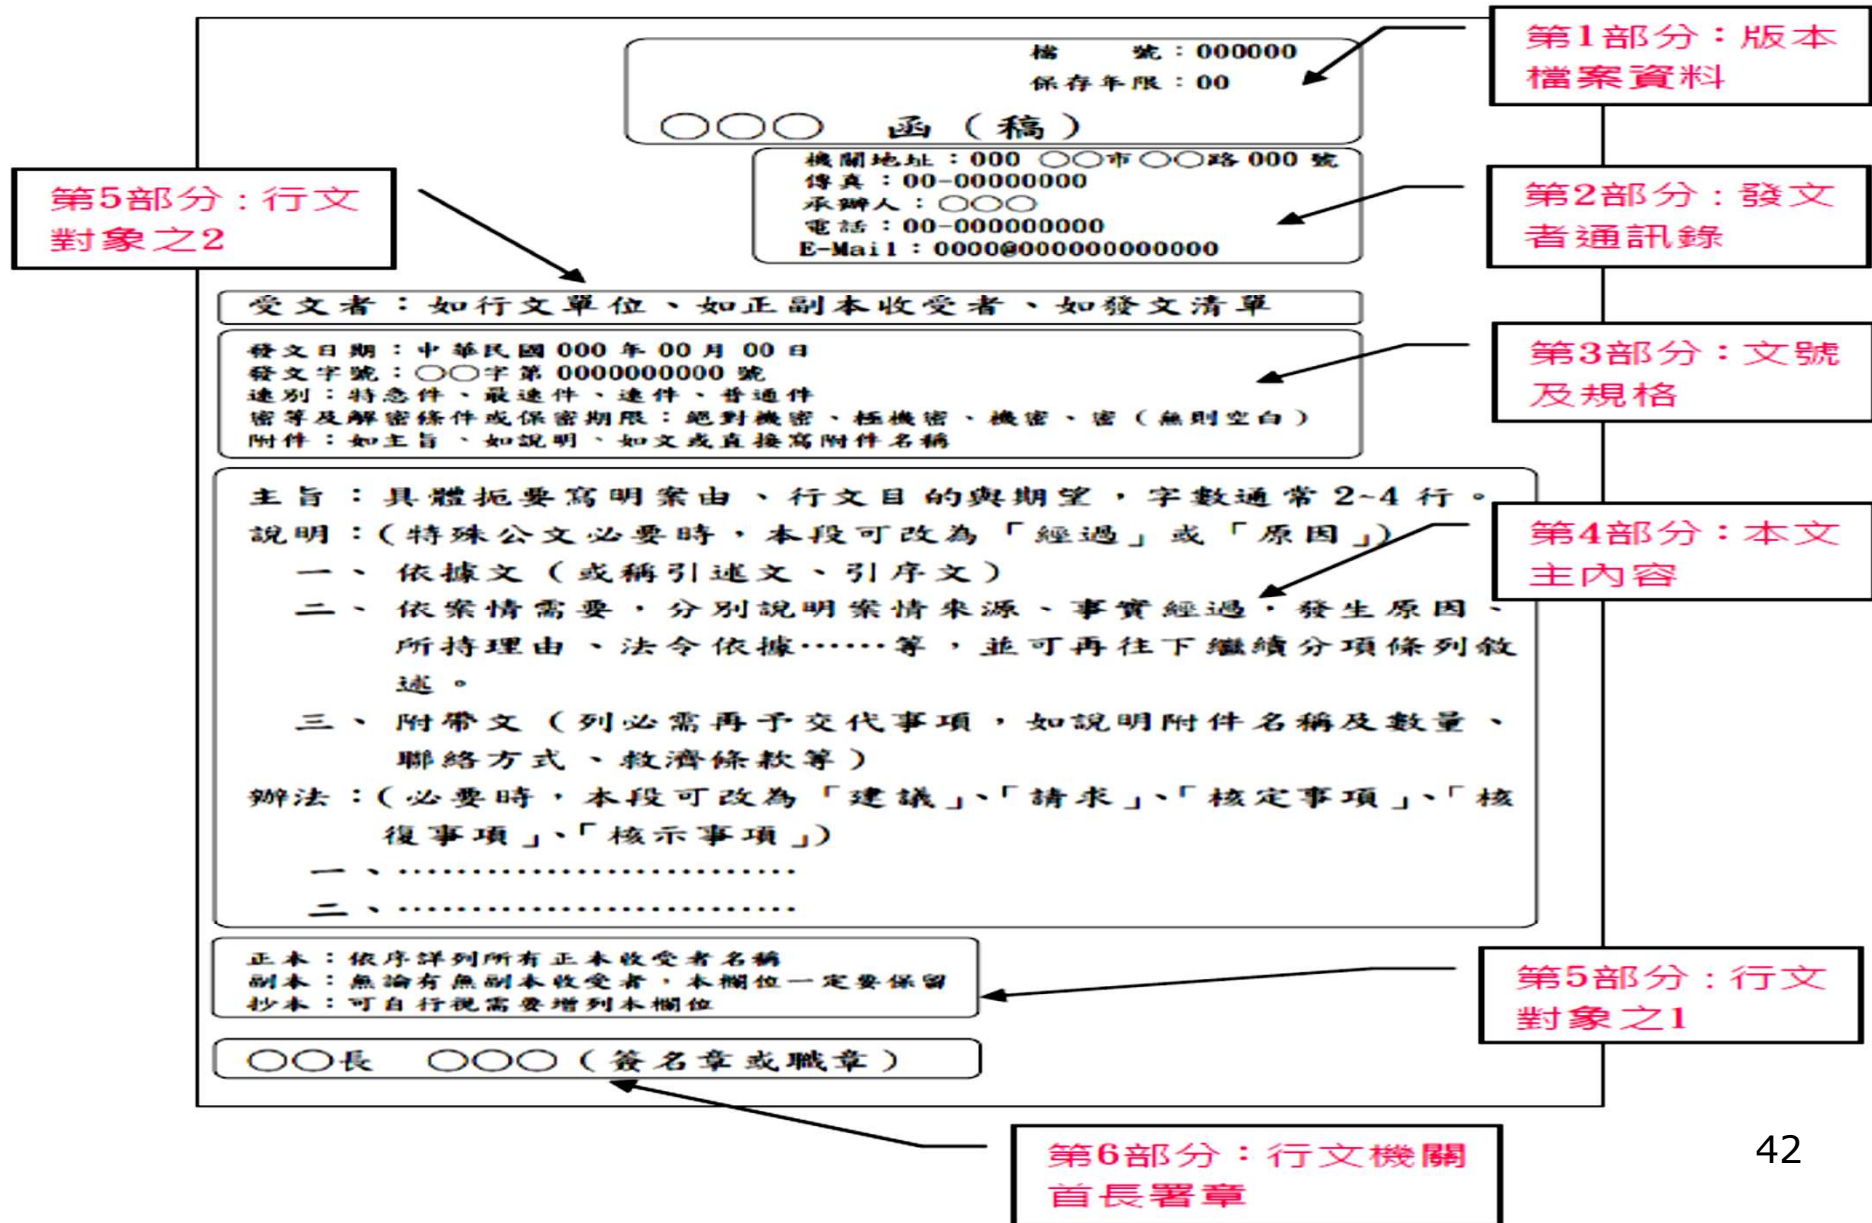 檔　　號：000000
保存年限：00
○○○　函（稿）
第1部分：版本
檔案資料
機關地址：000 ○○市○○路 000 號
傳真：00-00000000
承辦人：○○○
電話：00-000000000
E-Mail：0000@000000000000
第2部分：發文
者通訊錄
第5部分：行文
對象之2
受文者：如行文單位、如正副本收受者、如發文清單
發文日期：中華民國 000 年 00 月 00 日
發文字號：○○字第 0000000000 號
速別：特急件、最速件、速件、普通件
密等及解密條件或保密期限：絕對機密、極機密、機密、密（無則空白）
附件：如主旨、如說明、如文或直接寫附件名稱
第3部分：文號
及規格
主旨：具體扼要寫明案由、行文目的與期望，字數通常 2~4 行。
說明：(特殊公文必要時，本段可改為「經過」或「原因」)
一、依據文（或稱引述文、引序文）
二、依案情需要，分別說明案情來源、事實經過，發生原因、
所持理由、法令依據……等，並可再往下繼續分項條列敘
述。
三、附帶文（列必需再予交代事項，如說明附件名稱及數量、
聯絡方式、救濟條款等）
辦法：(必要時，本段可改為「建議」、「請求」、「核定事項」、「核
復事項」、「核示事項」)
一、…………………………
二、…………………………
第4部分：本文
主內容
正本：依序詳列所有正本收受者名稱
副本：無論有無副本收受者，本欄位一定要保留
抄本：可自行視需要增列本欄位
第5部分：行文
對象之1
○○長　○○○（簽名章或職章）
第6部分：行文機關
首長署章
42